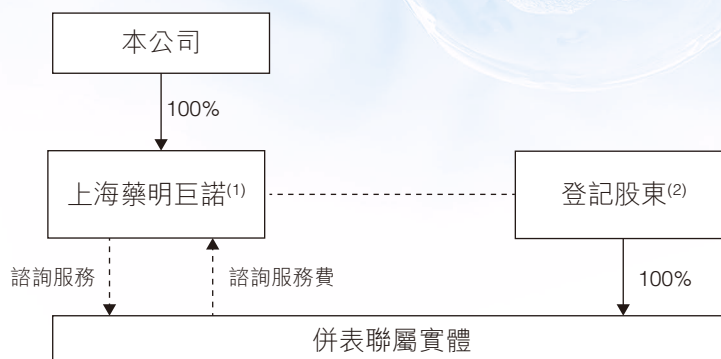 本公司
100%
上海藥明巨諾(1)
登記股東(2)
諮詢服務
諮詢服務費
100%
併表聯屬實體